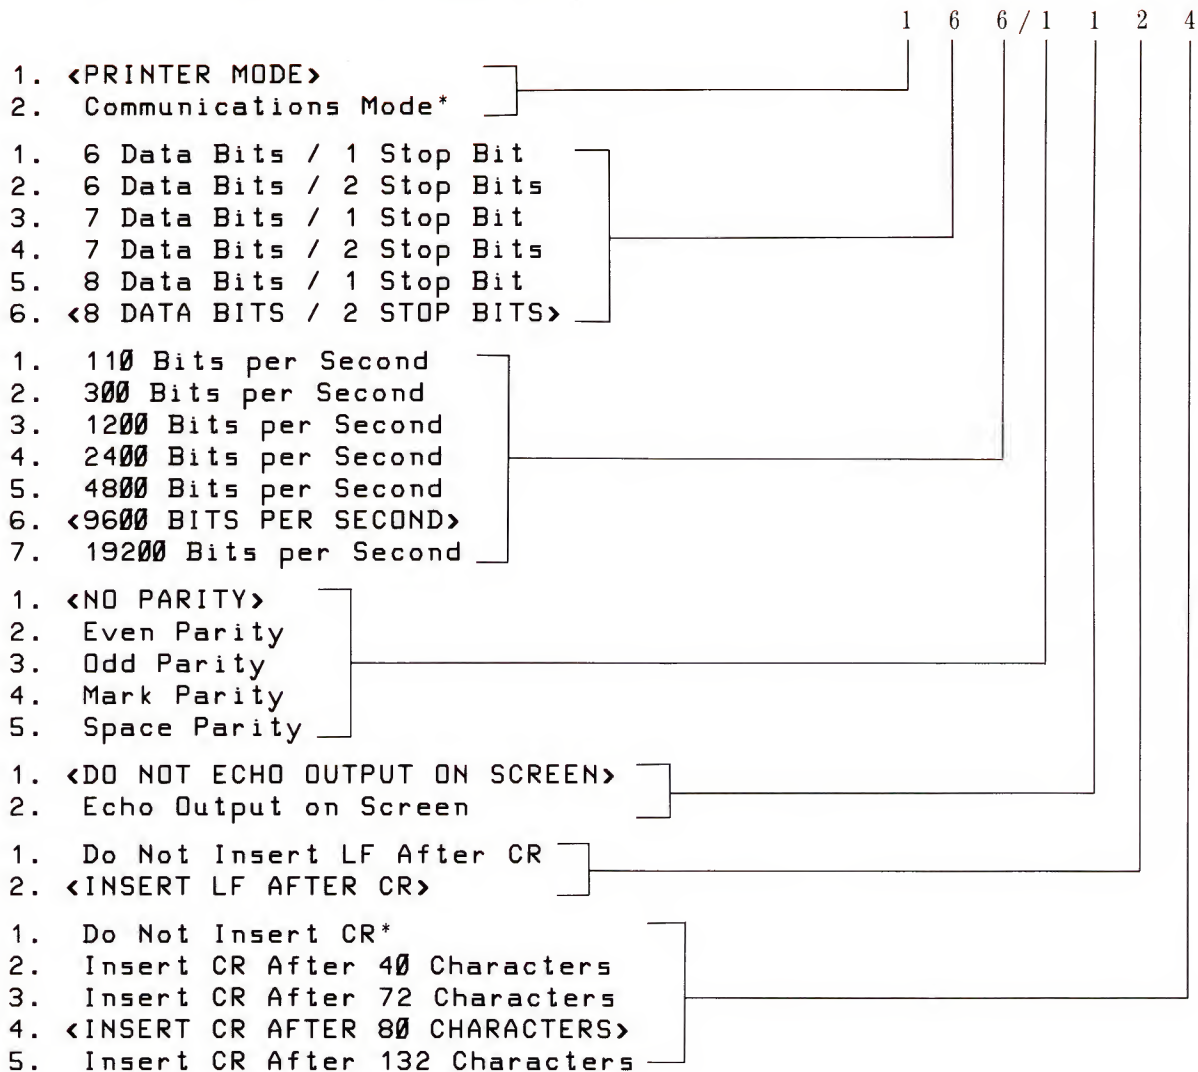 1 6 6 / 1 1 2 4
1. <PRINTER MODE>
2. Communications Mode*
1. 6 Data Bits / 1 Stop Bit
2. 6 Data Bits / 2 Stop Bits
3. 7 Data Bits / 1 Stop Bit
4. 7 Data Bits / 2 Stop Bits
5. 8 Data Bits / 1 Stop Bit
6. <8 DATA BITS / 2 STOP BITS>
1. 110 Bits per Second
2. 300 Bits per Second
3. 1200 Bits per Second
4. 2400 Bits per Second
5. 4800 Bits per Second
6. <9600 BITS PER SECOND>
7. 19200 Bits per Second
1. <NO PARITY>
2. Even Parity
3. Odd Parity
4. Mark Parity
5. Space Parity
1. <DO NOT ECHO OUTPUT ON SCREEN>
2. Echo Output on Screen
1. Do Not Insert LF After CR
2. <INSERT LF AFTER CR>
1. Do Not Insert CR*
2. Insert CR After 40 Characters
3. Insert CR After 72 Characters
4. <INSERT CR AFTER 80 CHARACTERS>
5. Insert CR After 132 Characters